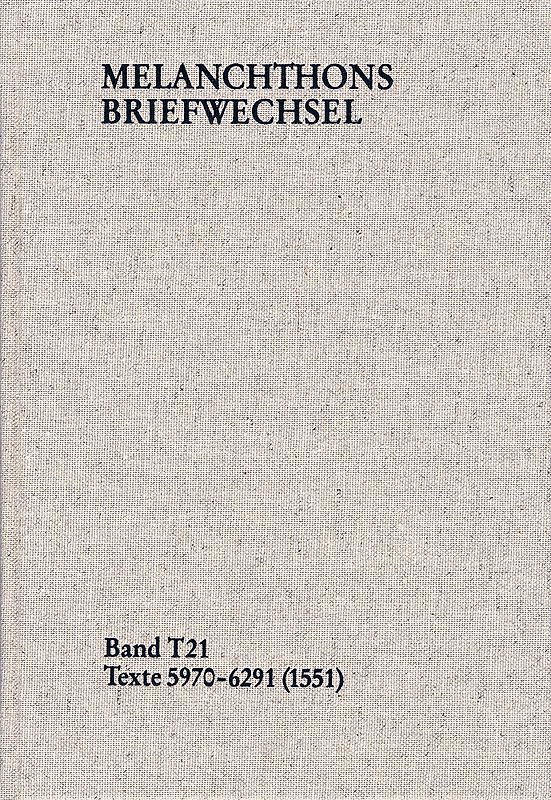 MELANCHTHONS
BRIEFWECHSEL
Band T21
Texte 5970-6291 (1551)